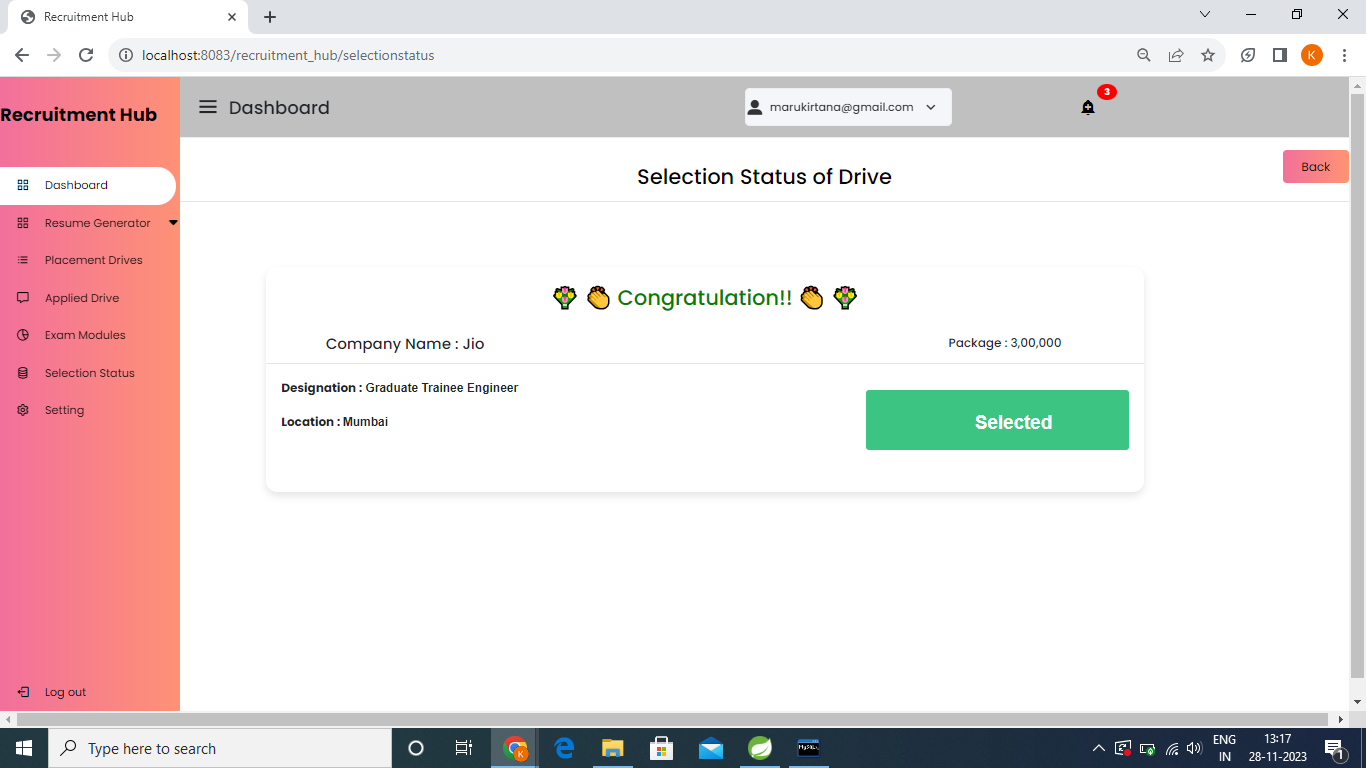 Recruitment Hub
localhost:8083/recruitment_hub/selectionstatus
K
Recruitment Hub
Dashboard
marukirtana@gmail.com
3
Dashboard
Resume Generator
Placement Drives
Applied Drive
Exam Modules
Selection Status
Setting
Log out
Selection Status of Drive
Back
Congratulation!!
Company Name : Jio
Package : 3,00,000
Designation : Graduate Trainee Engineer
Location : Mumbai
Selected
Type here to search
K
MySQL
ENG
IN
13:17
28-11-2023
1